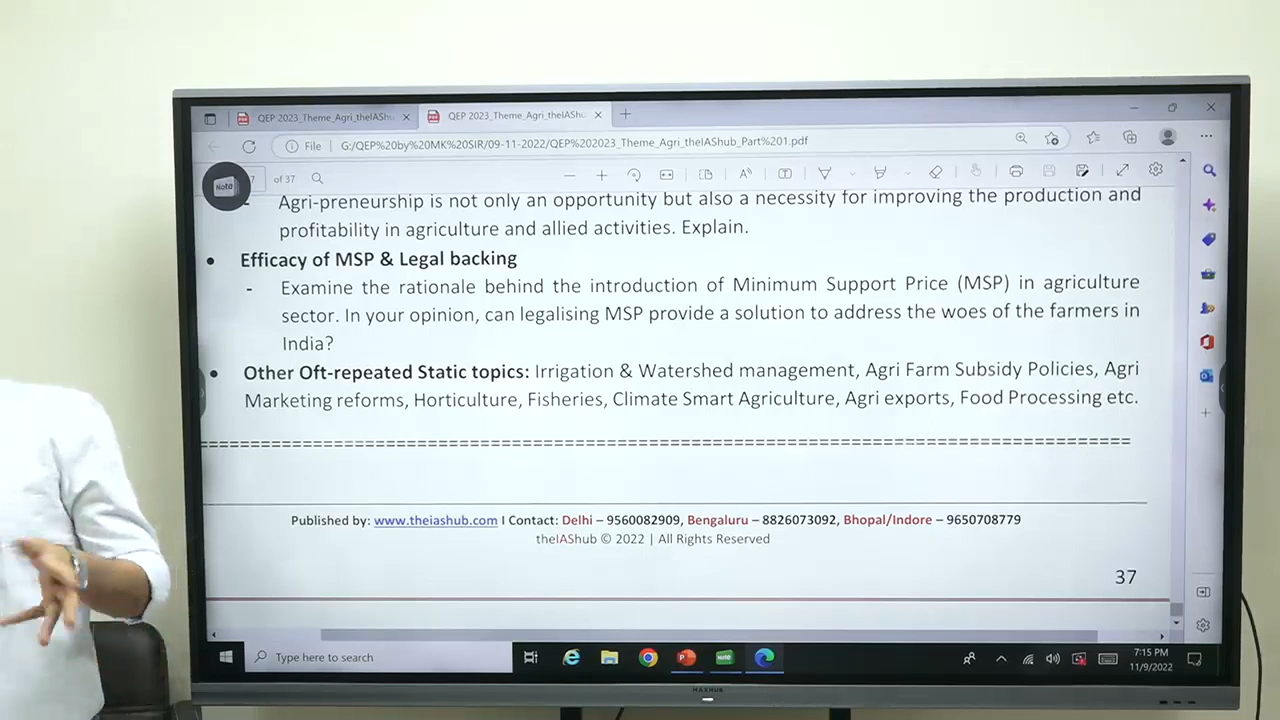 QEP 2023_Theme_Agri_theIAShu
QEP 2023_Theme_Agri_theIAShu
File G:/QEP%20by%20MK%20SIR/09-11-2022/QEP%202023_Theme_Agri_theIAShub_Part%201.pdf
Note 7 of 37
Agri-preneurship is not only an opportunity but also a necessity for improving the production and
profitability in agriculture and allied activities. Explain.
• Efficacy of MSP & Legal backing
- Examine the rationale behind the introduction of Minimum Support Price (MSP) in agriculture
sector. In your opinion, can legalising MSP provide a solution to address the woes of the farmers in
India?
• Other Oft-repeated Static topics: Irrigation & Watershed management, Agri Farm Subsidy Policies, Agri
Marketing reforms, Horticulture, Fisheries, Climate Smart Agriculture, Agri exports, Food Processing etc.
Published by: www.theiashub.com I Contact: Delhi – 9560082909, Bengaluru – 8826073092, Bhopal/Indore – 9650708779
theIAShub © 2022 | All Rights Reserved
37
Type here to search
Note
7:15 PM
11/9/2022
MAXHUB